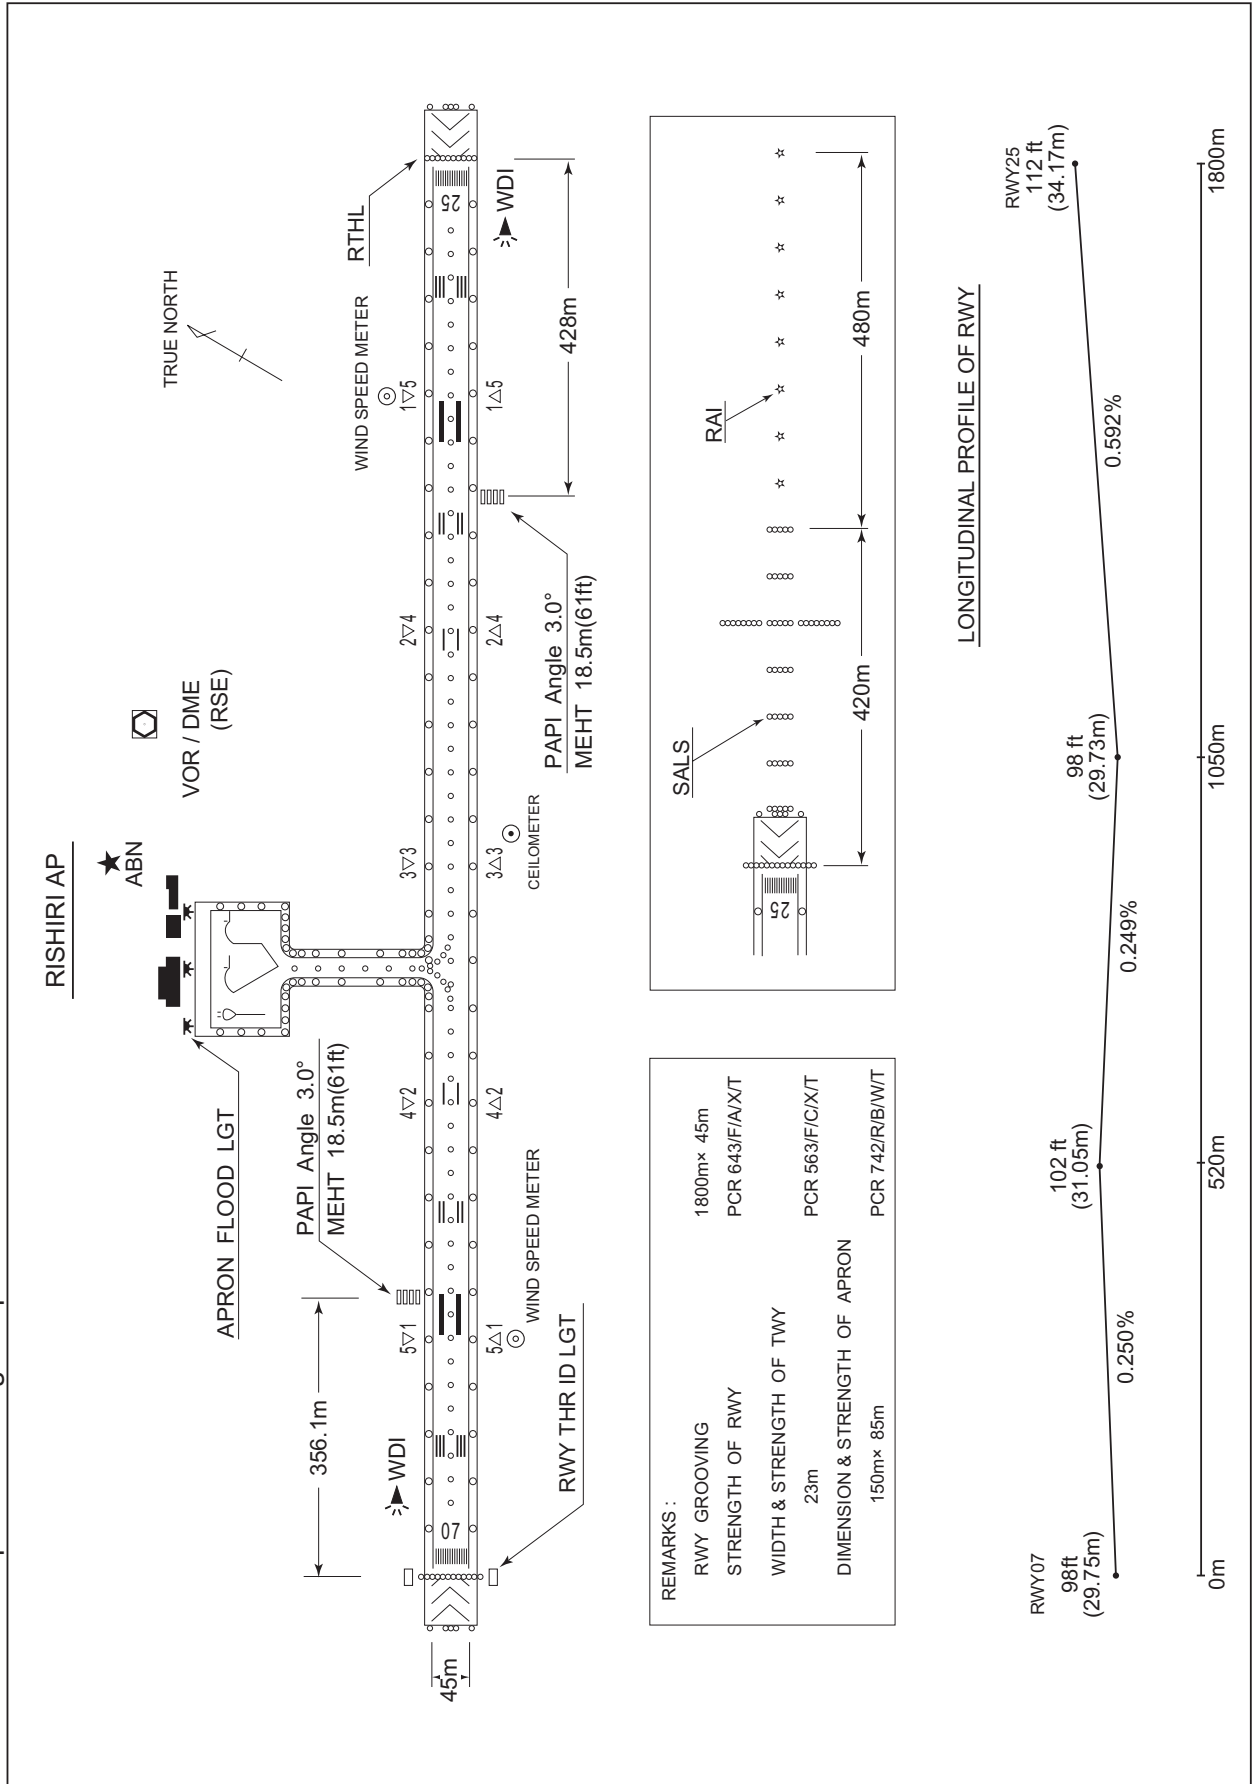 RISHIRI AP
ABN
VOR / DME
(RSE)
TRUE NORTH
APRON FLOOD LGT
PAPI Angle 3.0°
MEHT 18.5m(61ft)
356.1m
WDI
WIND SPEED METER
RTHL
5▽1
4▽2
3▽3
2▽4
1▽5
45m
07
25
5△1
4△2
3△3
2△4
1△5
WIND SPEED METER
RWY THR ID LGT
CEILOMETER
PAPI Angle 3.0°
MEHT 18.5m(61ft)
428m
WDI
REMARKS :
RWY GROOVING 1800m× 45m
STRENGTH OF RWY PCR 643/F/A/X/T
WIDTH & STRENGTH OF TWY
23m PCR 563/F/C/X/T
DIMENSION & STRENGTH OF APRON
150m× 85m PCR 742/R/B/W/T
SALS
RAI
25
420m
480m
LONGITUDINAL PROFILE OF RWY
RWY07
98ft
(29.75m)
102 ft
(31.05m)
98 ft
(29.73m)
RWY25
112 ft
(34.17m)
0.250%
0.249%
0.592%
0m
520m
1050m
1800m